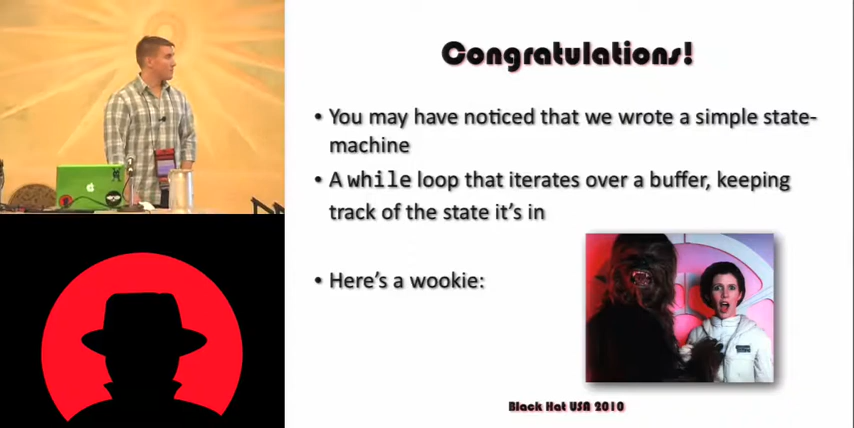 Congratulations!
• You may have noticed that we wrote a simple state-
machine
• A while loop that iterates over a buffer, keeping
track of the state it's in
• Here's a wookie:
Black Hat USA 2010